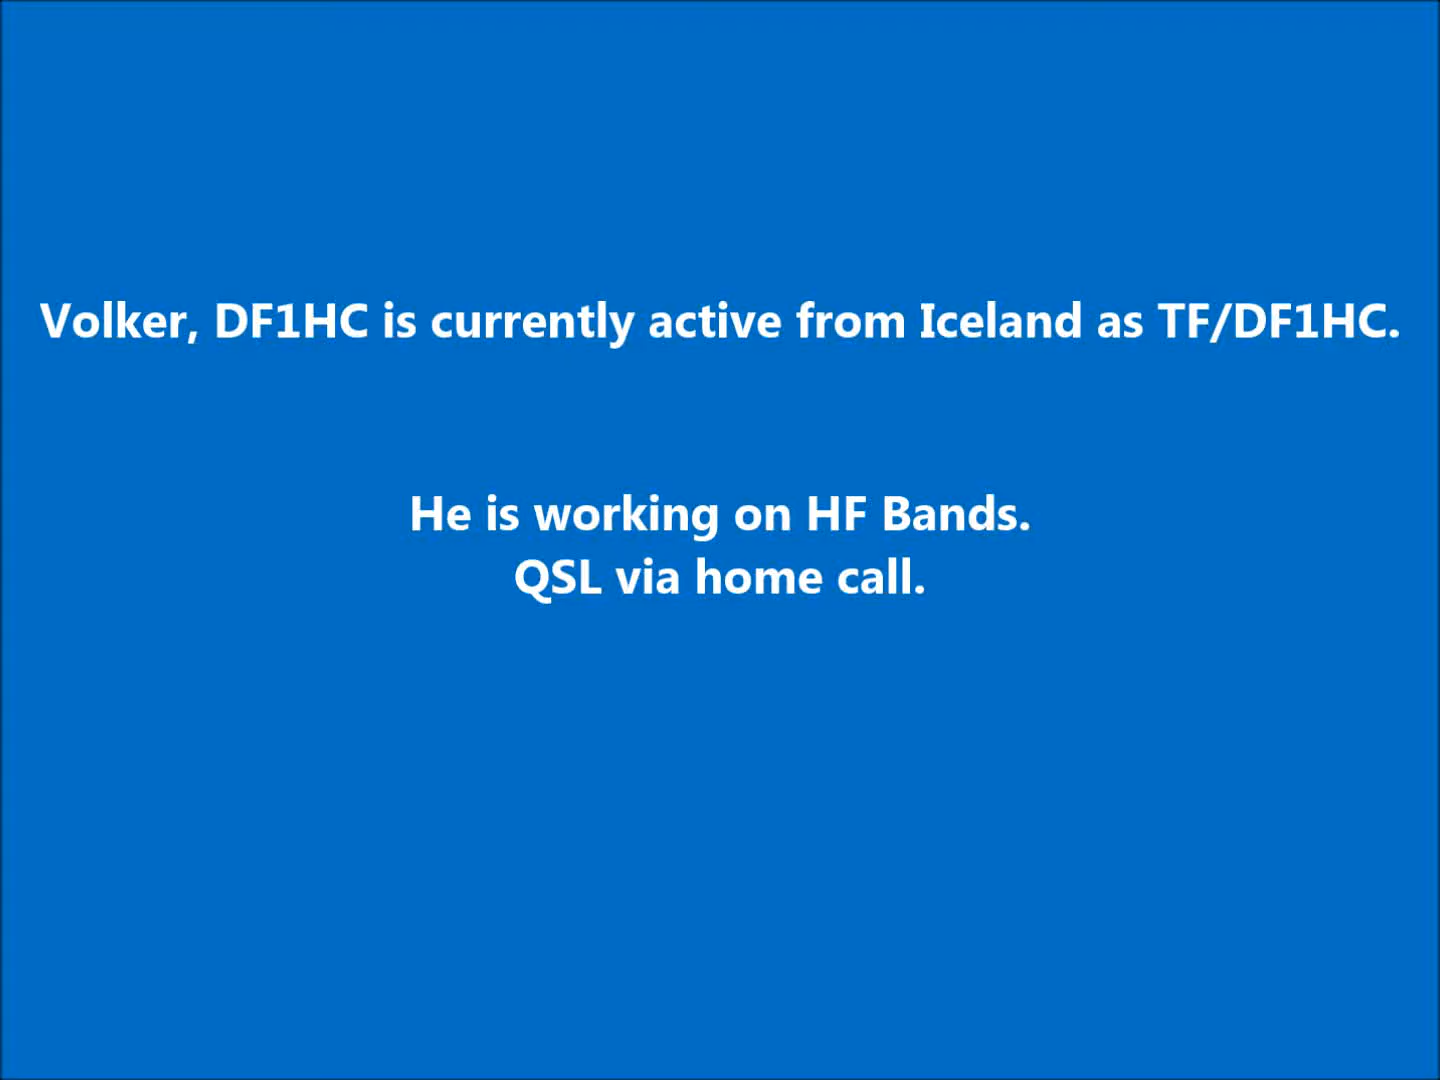 Volker, DF1HC is currently active from Iceland as TF/DF1HC.
He is working on HF Bands.
QSL via home call.